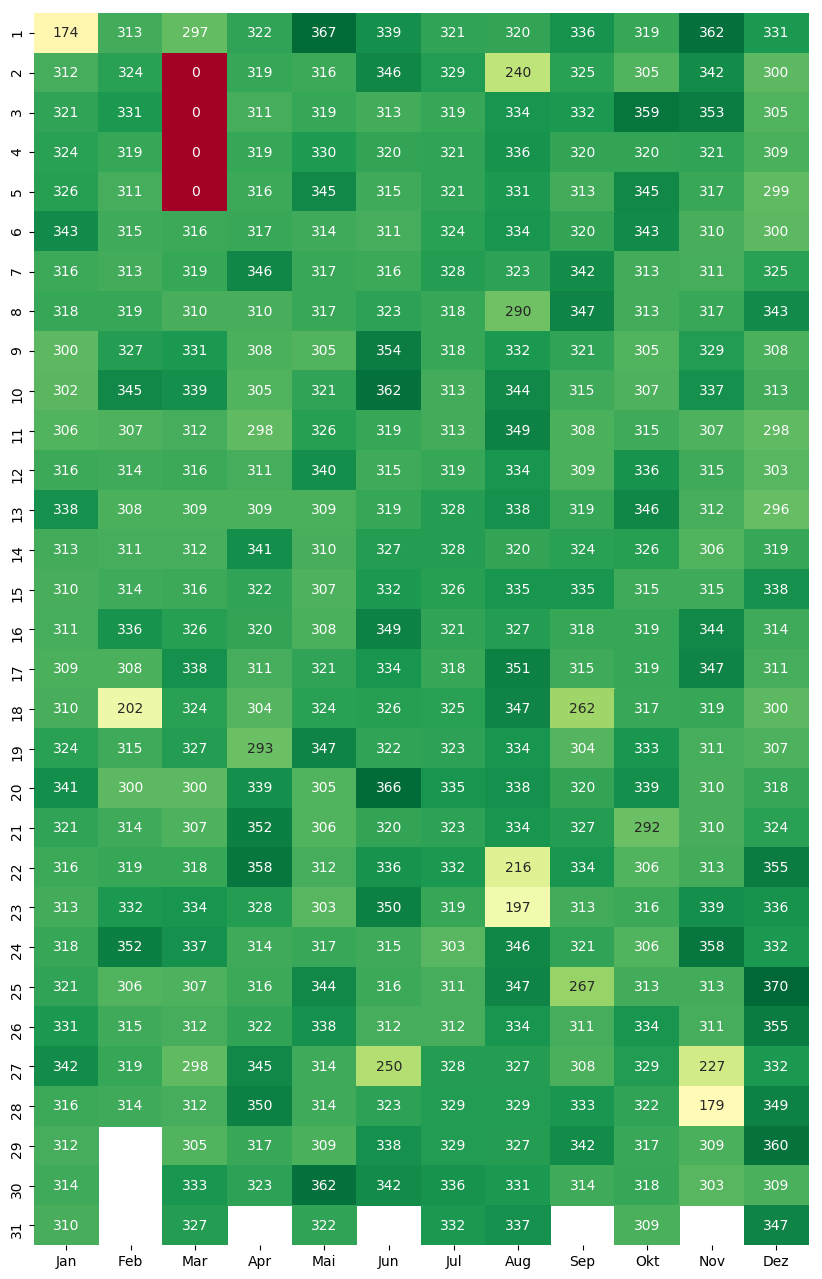 1 174 313 297 322 367 339 321 320 336 319 362 331
2 312 324 0 319 316 346 329 240 325 305 342 300
3 321 331 0 311 319 313 319 334 332 359 353 305
4 324 319 0 319 330 320 321 336 320 320 321 309
5 326 311 0 316 345 315 321 331 313 345 317 299
6 343 315 316 317 314 311 324 334 320 343 310 300
7 316 313 319 346 317 316 328 323 342 313 311 325
8 318 319 310 310 317 323 318 290 347 313 317 343
9 300 327 331 308 305 354 318 332 321 305 329 308
10 302 345 339 305 321 362 313 344 315 307 337 313
11 306 307 312 298 326 319 313 349 308 315 307 298
12 316 314 316 311 340 315 319 334 309 336 315 303
13 338 308 309 309 309 319 328 338 319 346 312 296
14 313 311 312 341 310 327 328 320 324 326 306 319
15 310 314 316 322 307 332 326 335 335 315 315 338
16 311 336 326 320 308 349 321 327 318 319 344 314
17 309 308 338 311 321 334 318 351 315 319 347 311
18 310 202 324 304 324 326 325 347 262 317 319 300
19 324 315 327 293 347 322 323 334 304 333 311 307
20 341 300 300 339 305 366 335 338 320 339 310 318
21 321 314 307 352 306 320 323 334 327 292 310 324
22 316 319 318 358 312 336 332 216 334 306 313 355
23 313 332 334 328 303 350 319 197 313 316 339 336
24 318 352 337 314 317 315 303 346 321 306 358 332
25 321 306 307 316 344 316 311 347 267 313 313 370
26 331 315 312 322 338 312 312 334 311 334 311 355
27 342 319 298 345 314 250 328 327 308 329 227 332
28 316 314 312 350 314 323 329 329 333 322 179 349
29 312 305 317 309 338 329 327 342 317 309 360
30 314 333 323 362 342 336 331 314 318 303 309
31 310 327 322 332 337 309 347
Jan Feb Mar Apr Mai Jun Jul Aug Sep Okt Nov Dez